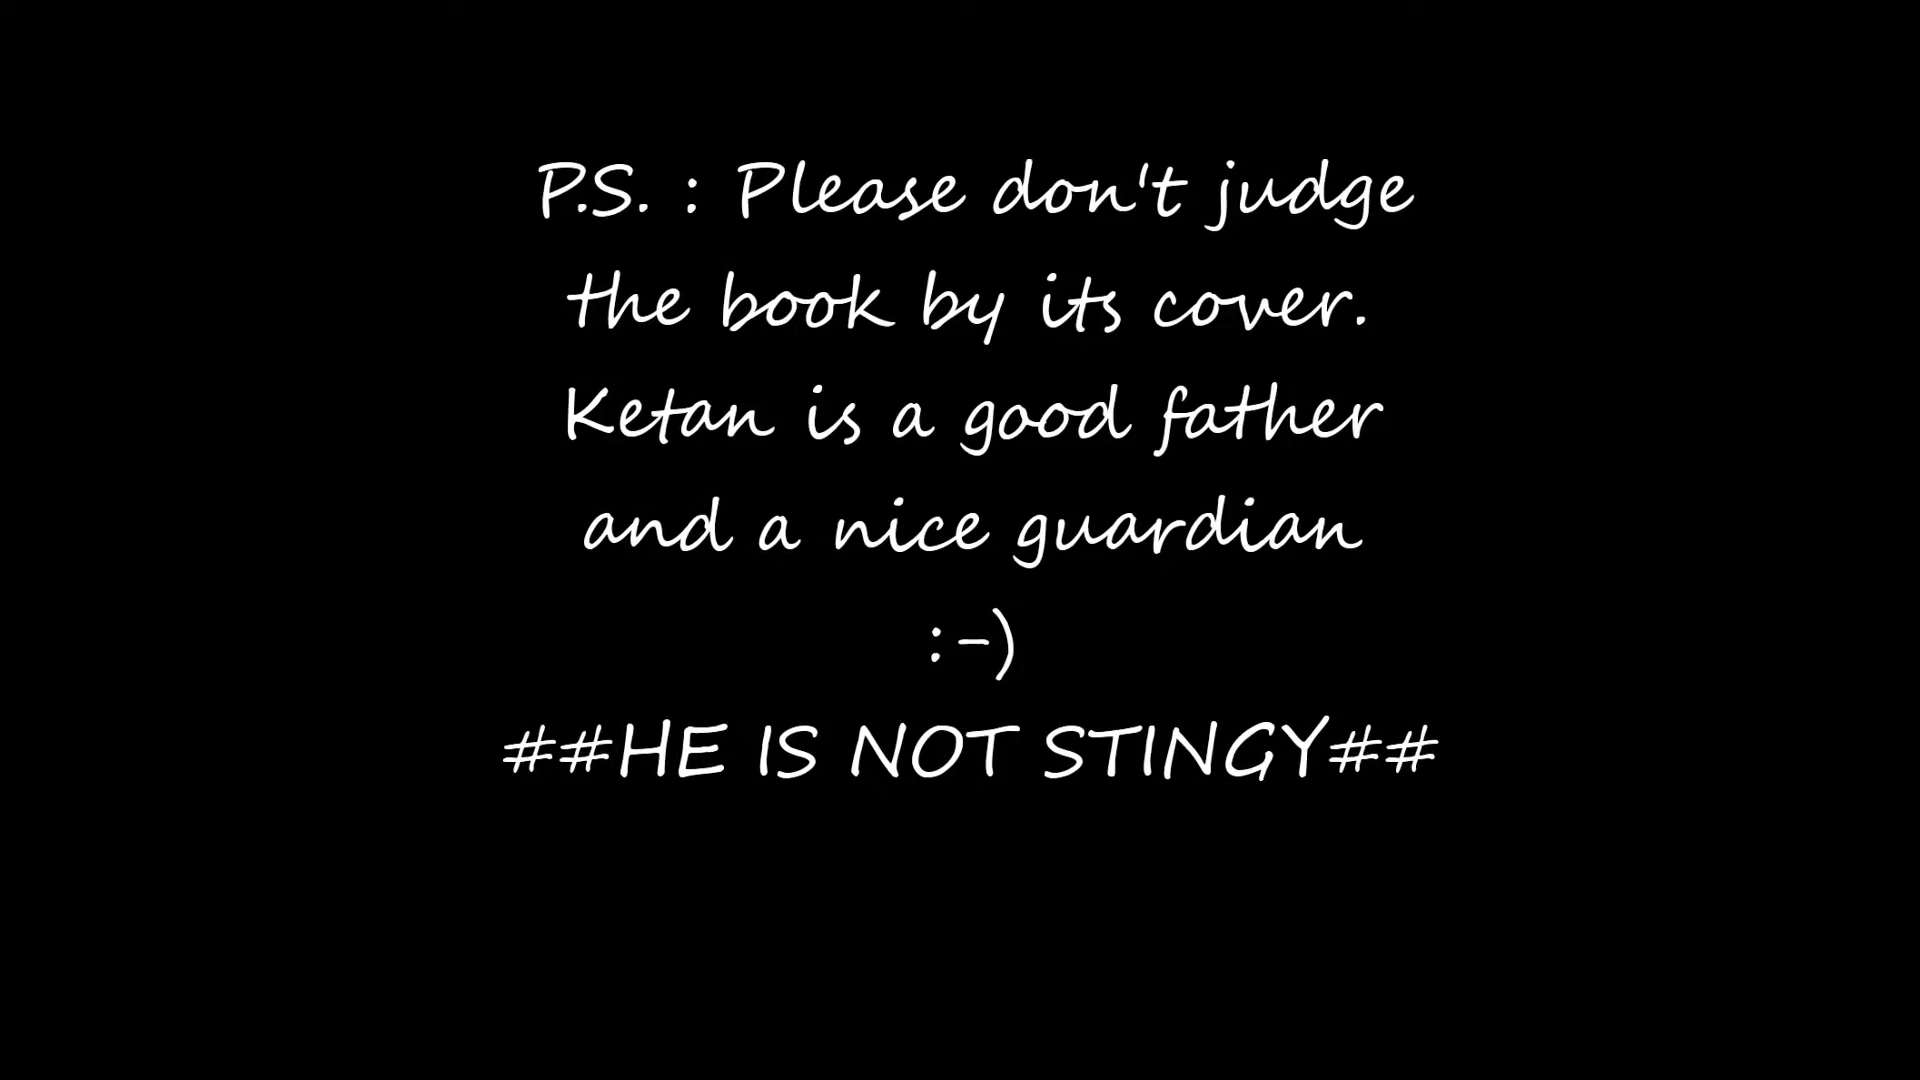 P.S. : Please don't judge
the book by its cover.
Ketan is a good father
and a nice guardian
:-)
##HE IS NOT STINGY##